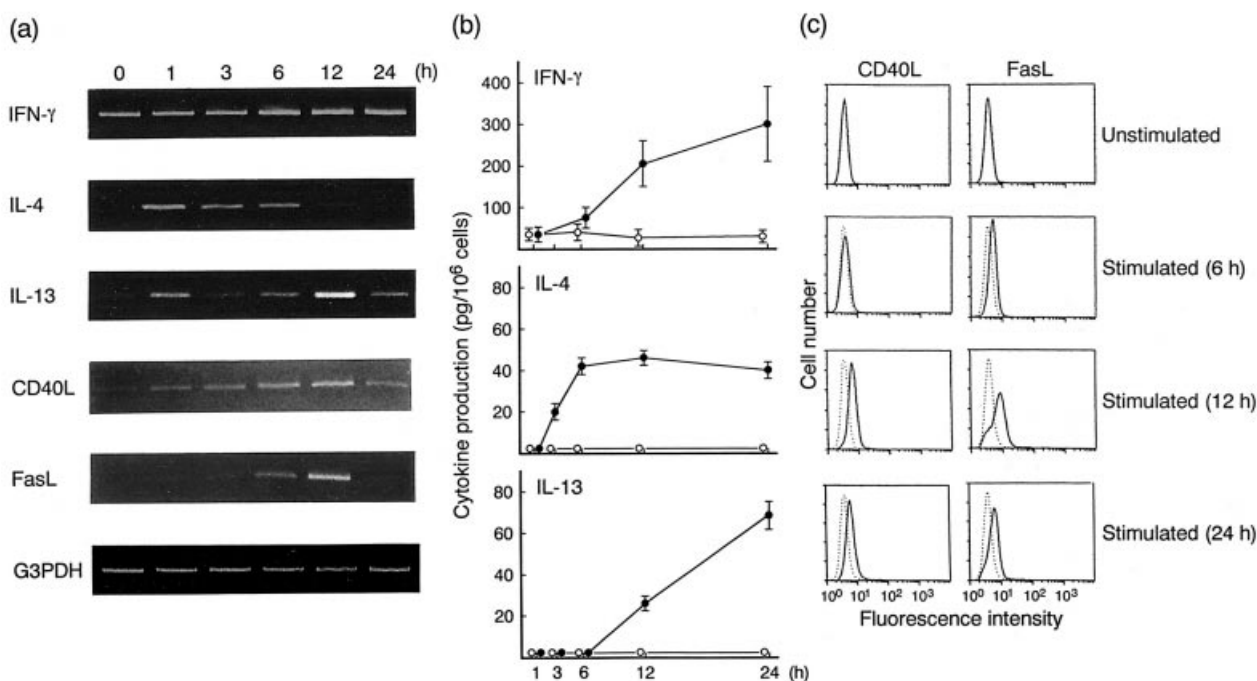 (a)
0 1 3 6 12 24 (h)
IFN-γ
IL-4
IL-13
CD40L
FasL
G3PDH
(b)
Cytokine production (pg/10⁶ cells)
IFN-γ
400
300
200
100
IL-4
80
60
40
20
IL-13
80
60
40
20
1 3 6 12 24 (h)
(c)
CD40L FasL
Cell number
Unstimulated
Stimulated (6 h)
Stimulated (12 h)
Stimulated (24 h)
10⁰ 10¹ 10² 10³ 10⁰ 10¹ 10² 10³
Fluorescence intensity